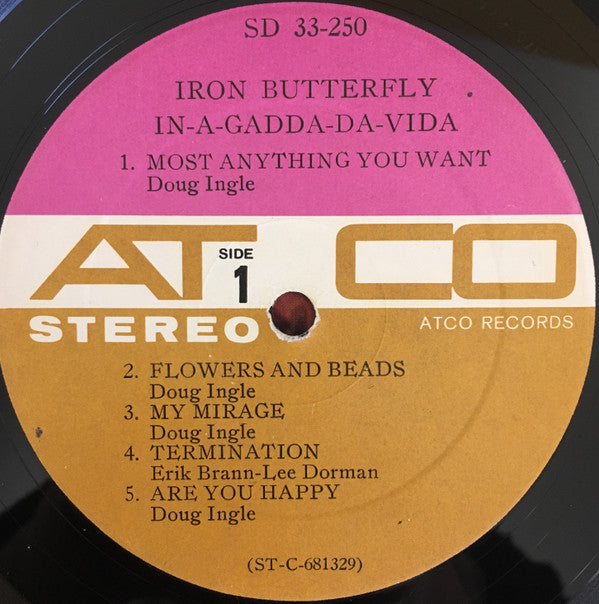 SD 33-250
IRON BUTTERFLY
IN-A-GADDA-DA-VIDA
1. MOST ANYTHING YOU WANT
Doug Ingle
ATCO
SIDE
1
STEREO
ATCO RECORDS
2. FLOWERS AND BEADS
Doug Ingle
3. MY MIRAGE
Doug Ingle
4. TERMINATION
Erik Brann-Lee Dorman
5. ARE YOU HAPPY
Doug Ingle
(ST-C-681329)